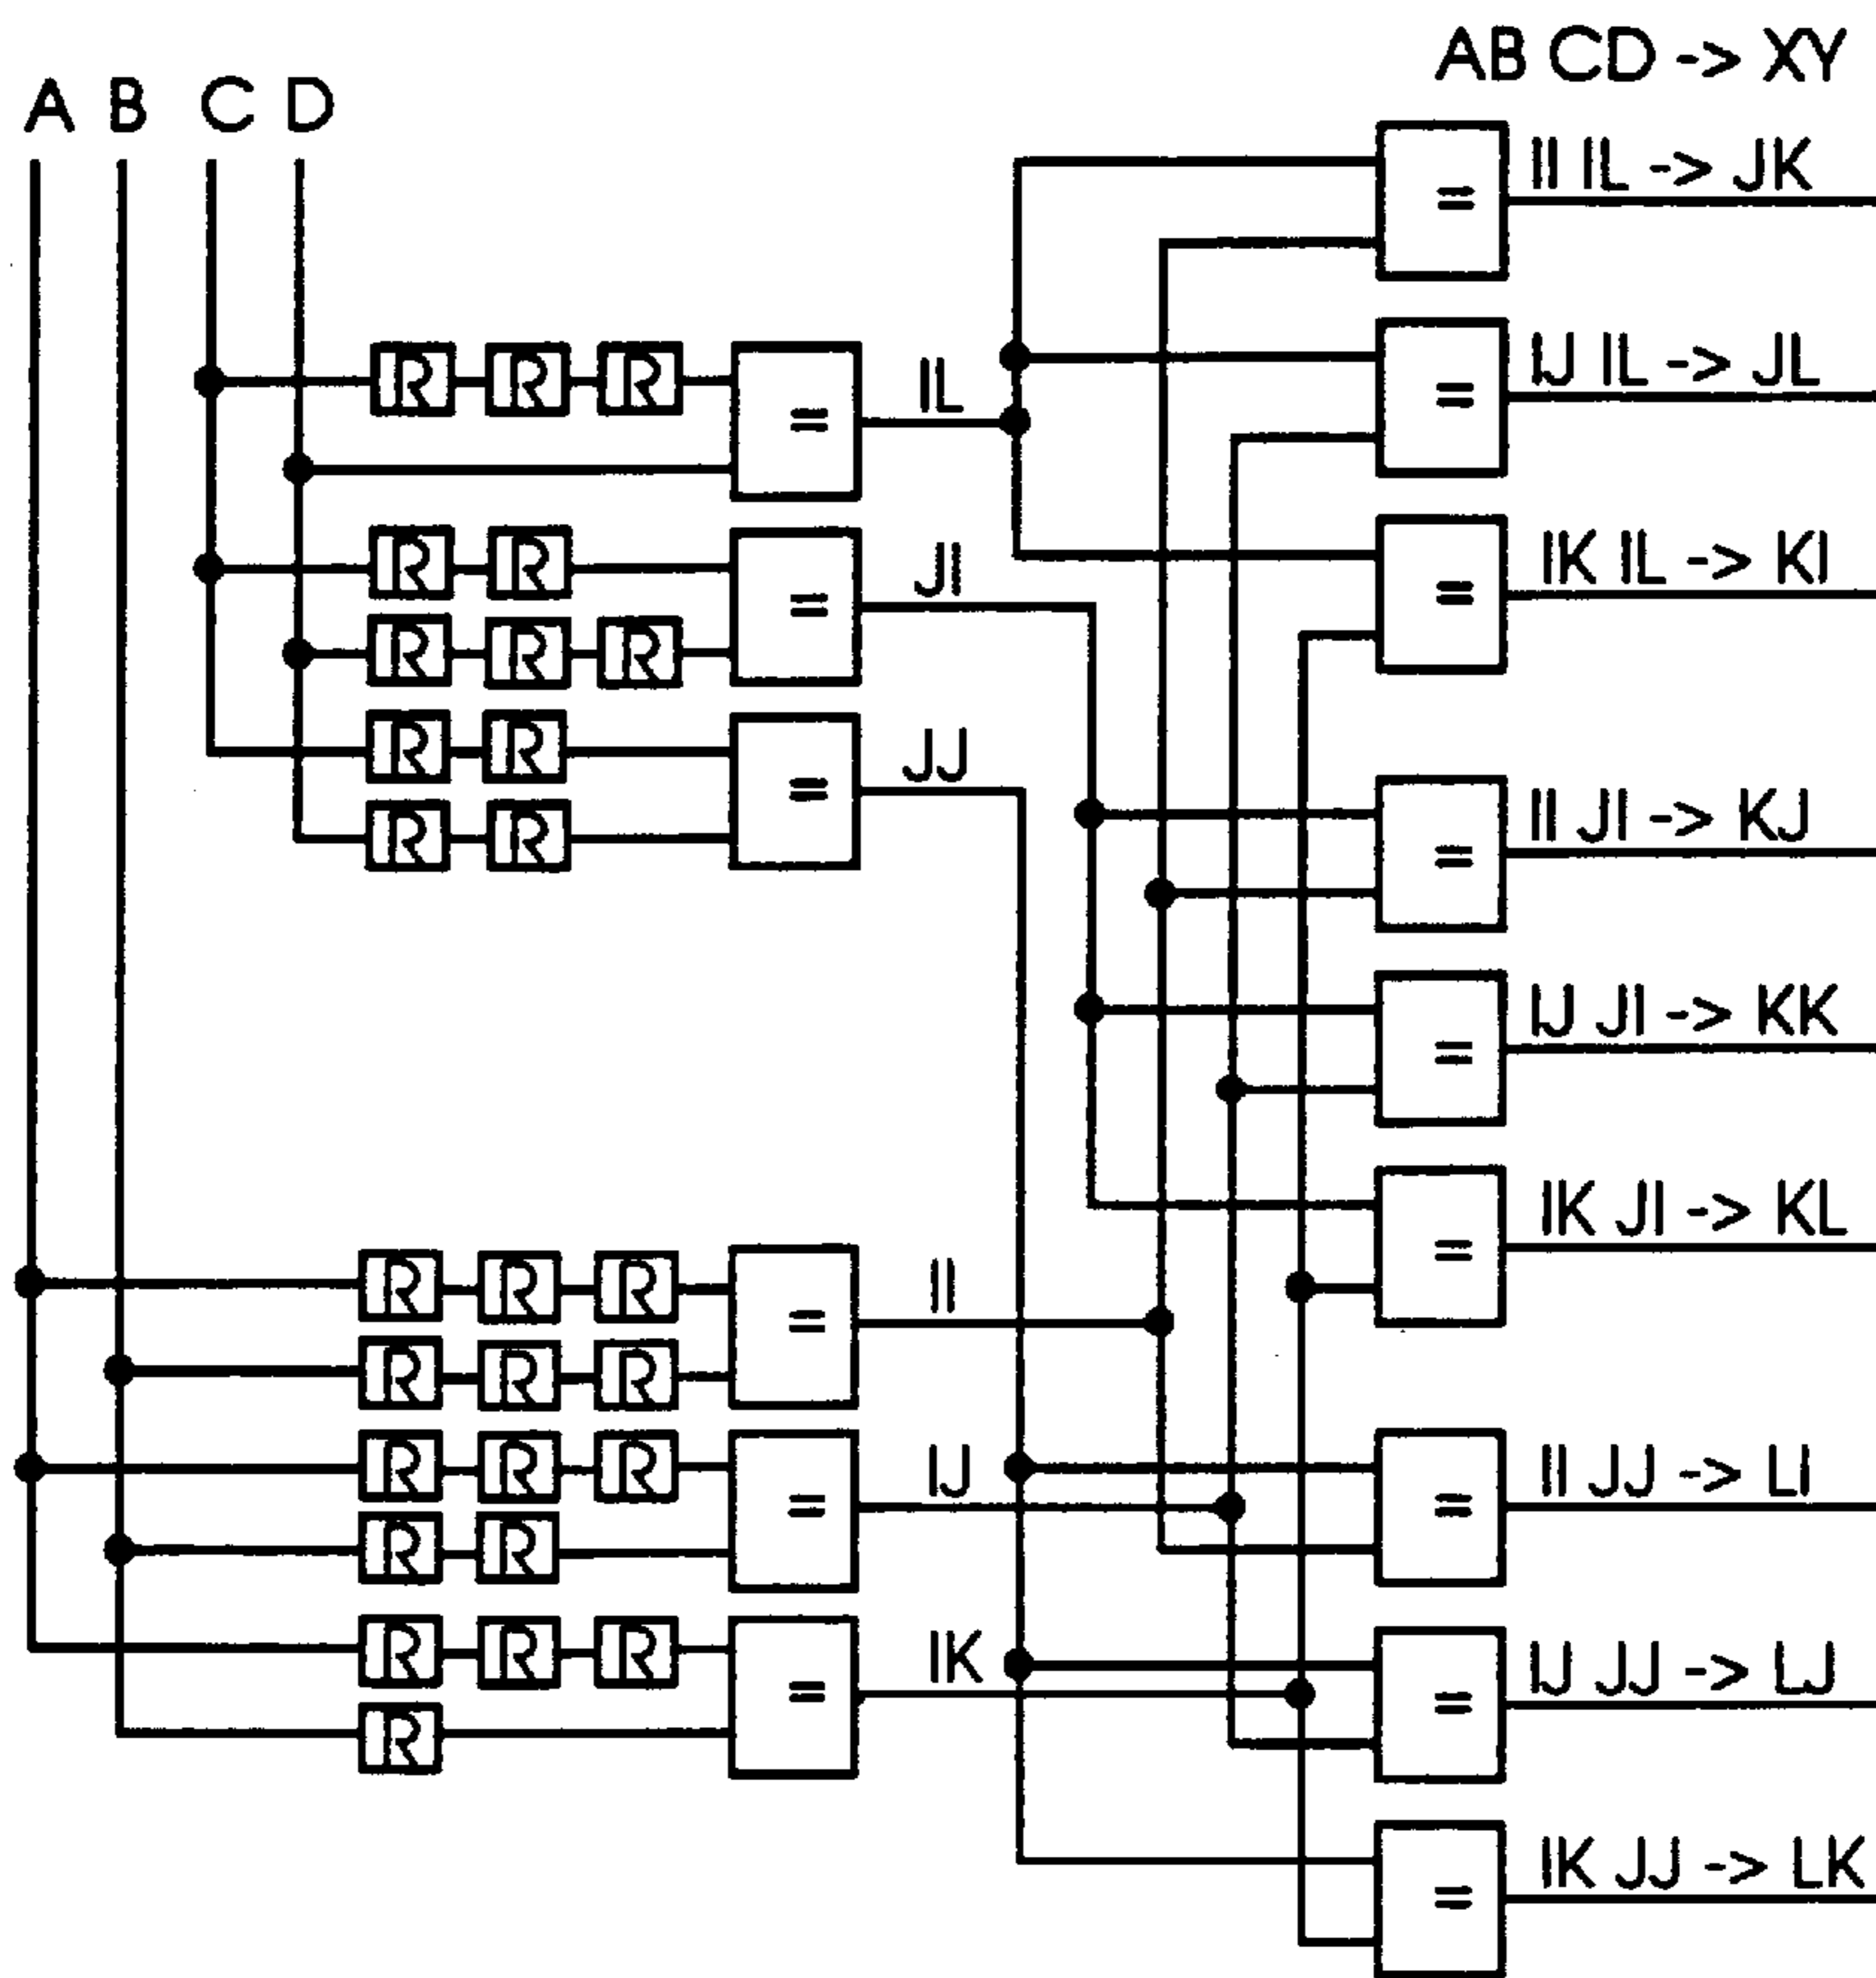 AB CD -> XY
A B C D
II IL -> JK
IJ IL -> JL
R R R
IL
=
=
=
IK IL -> KI
R R
JI
=
=
R R R
R R
JJ
=
II JI -> KJ
=
R R
IJ JI -> KK
=
IK JI -> KL
=
R R R
II
=
R R R
R R R
IJ
=
II JJ -> LI
=
R R
R R R
IK
=
IJ JJ -> LJ
=
R
IK JJ -> LK
=